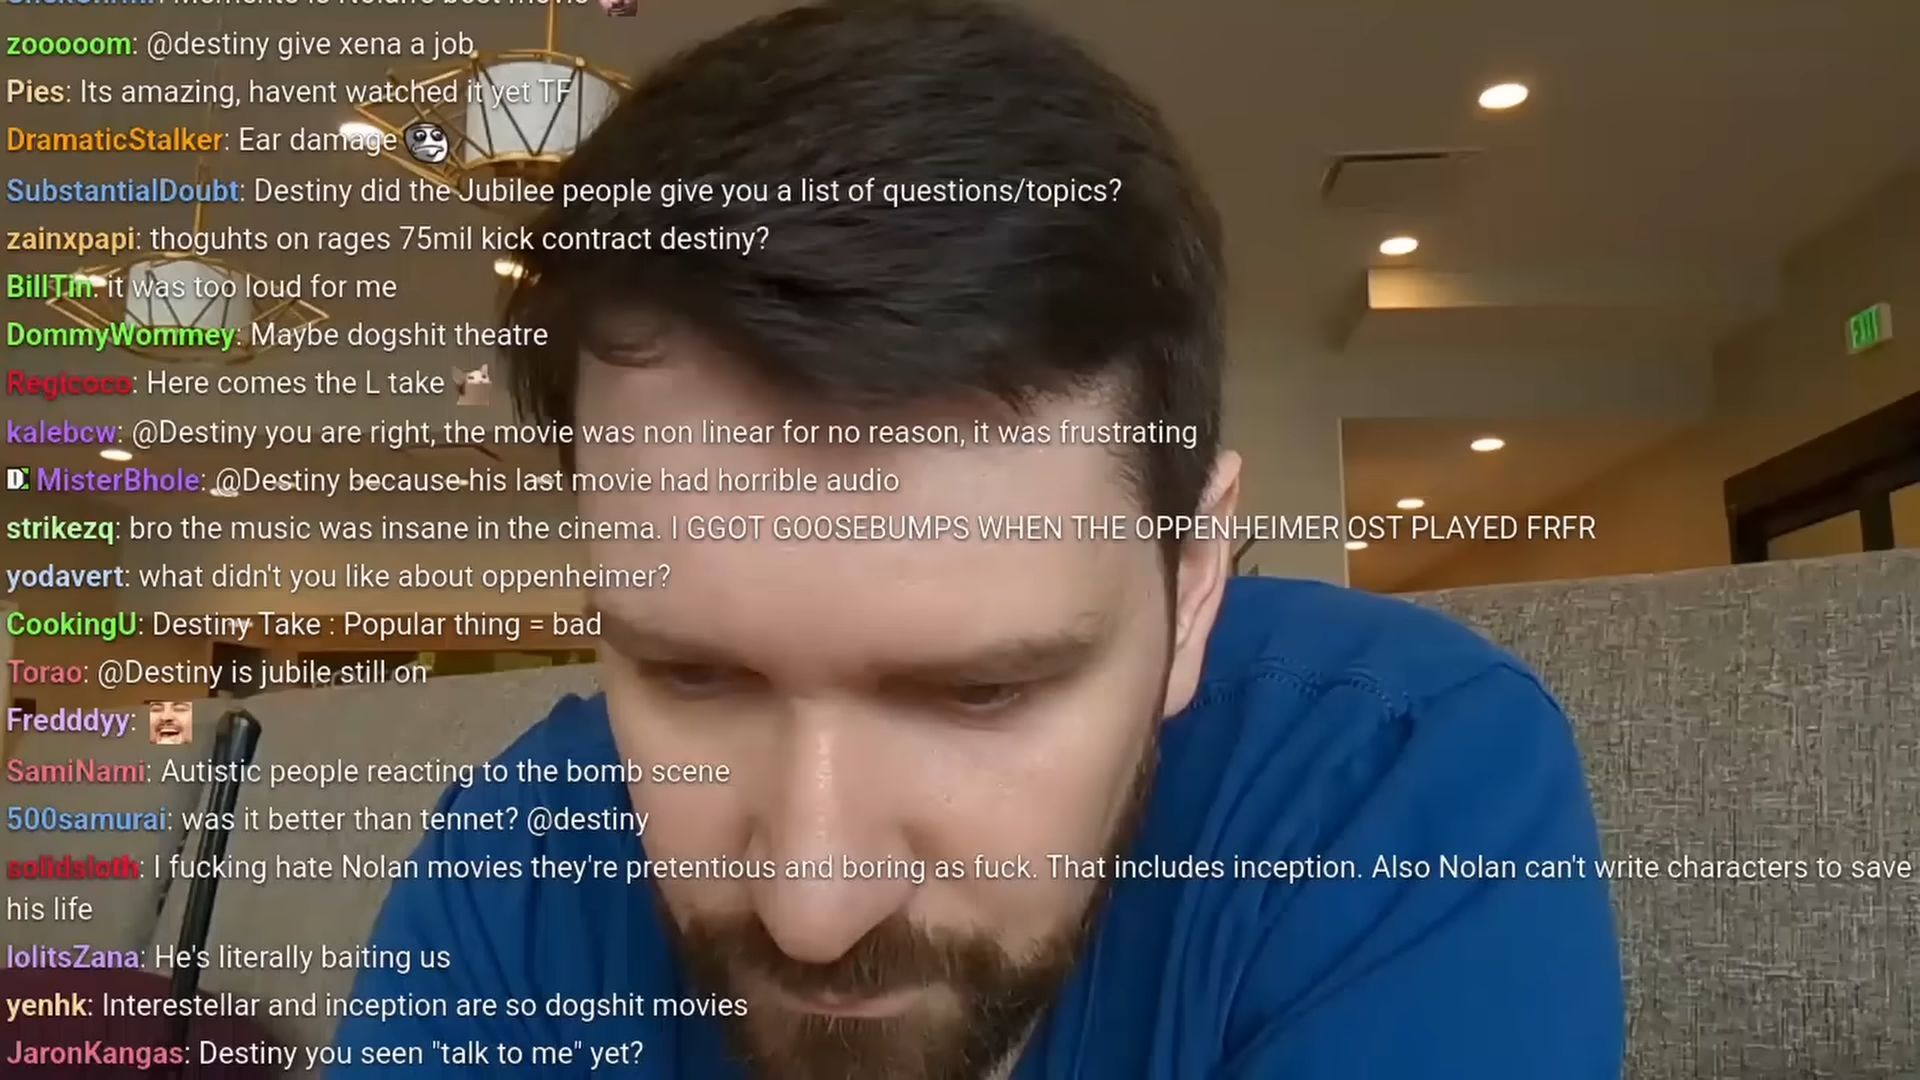 zooooom: @destiny give xena a job
Pies: Its amazing, havent watched it yet TF
DramaticStalker: Ear damage
SubstantialDoubt: Destiny did the Jubilee people give you a list of questions/topics?
zainxpapi: thoguhts on rages 75mil kick contract destiny?
BillTin: it was too loud for me
DommyWommey: Maybe dogshit theatre
Reglcoco: Here comes the L take
kalebcw: @Destiny you are right, the movie was non linear for no reason, it was frustrating
MisterBhole: @Destiny because his last movie had horrible audio
strikezq: bro the music was insane in the cinema. I GGOT GOOSEBUMPS WHEN THE OPPENHEIMER OST PLAYED FRFR
yodavert: what didn't you like about oppenheimer?
CookingU: Destiny Take : Popular thing = bad
Torao: @Destiny is jubile still on
Fredddyy:
SamiNami: Autistic people reacting to the bomb scene
500samurai: was it better than tennet? @destiny
solidsloth: I fucking hate Nolan movies they're pretentious and boring as fuck. That includes inception. Also Nolan can't write characters to save
his life
lolitsZana: He's literally baiting us
yenhk: Interestellar and inception are so dogshit movies
JaronKangas: Destiny you seen "talk to me" yet?
EXIT